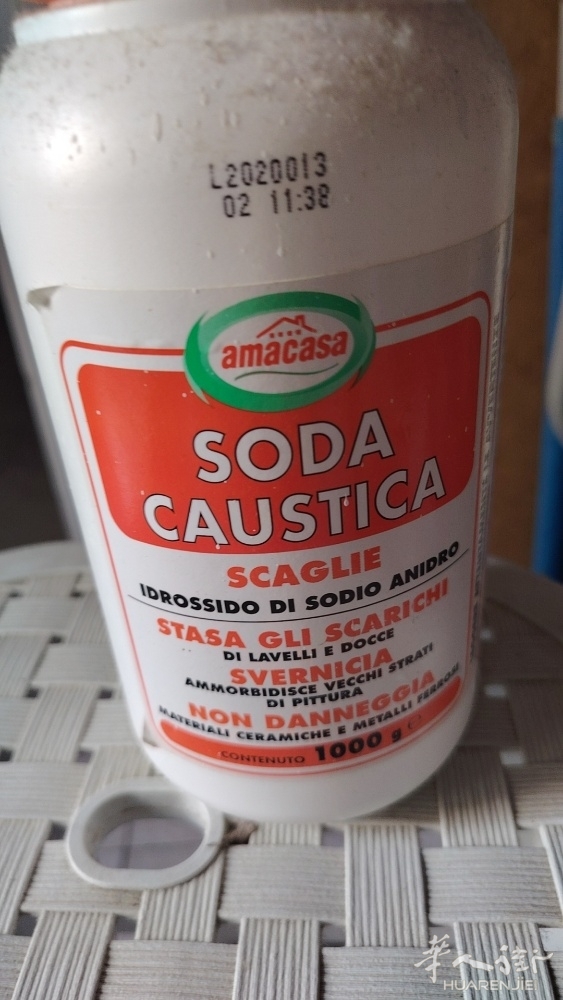 L2020013
02 11:38
amacasa
SODA
CAUSTICA
SCAGLIE
IDROSSIDO DI SODIO ANIDRO
STASA GLI SCARICHI
DI LAVELLI E DOCCE
SVERNICIA
AMMORBIDISCE VECCHI STRATI
DI PITTURA
NON DANNEGGIA
MATERIALI CERAMICHE E METALLI FERROSI
CONTENUTO 1000 g e
华人街
HUARENJIE